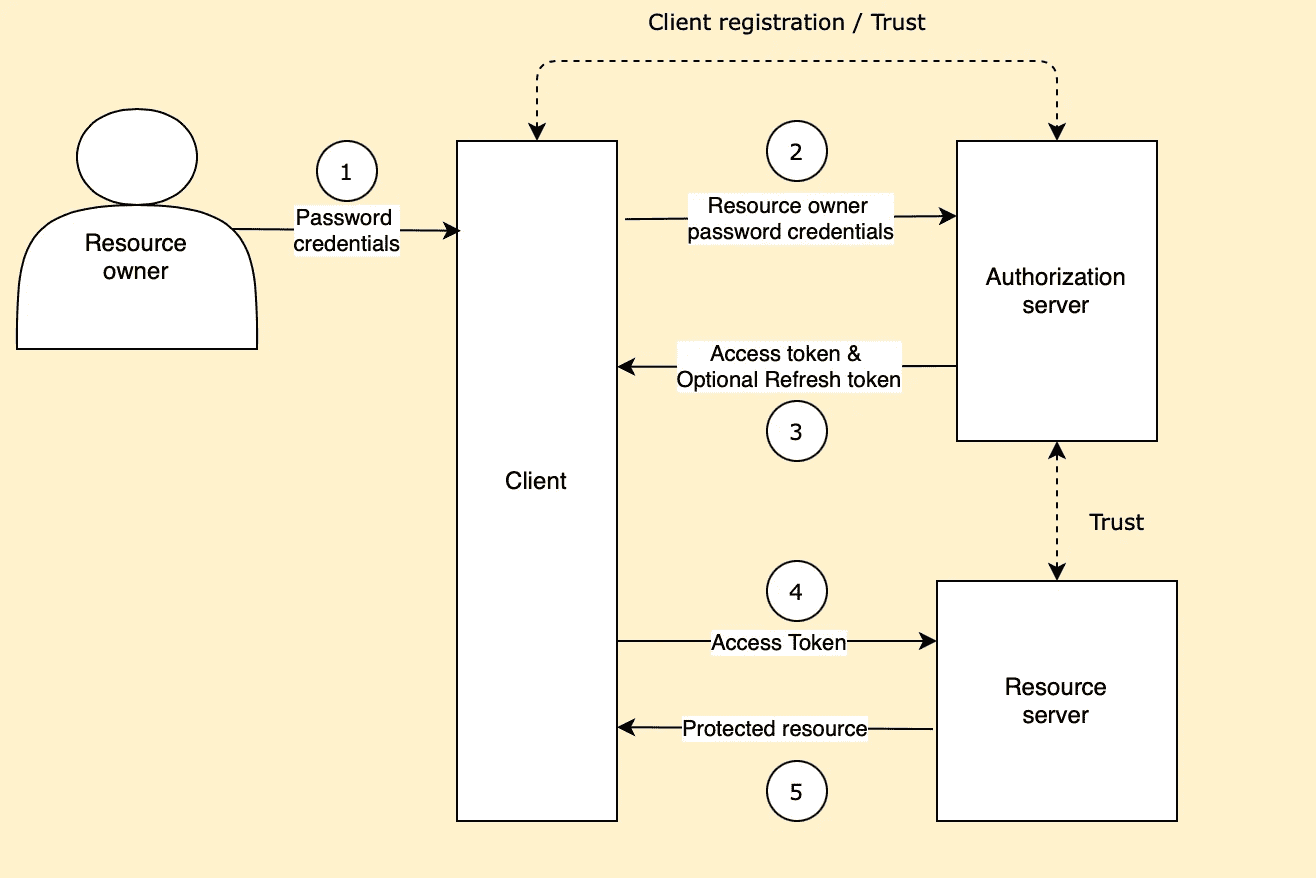 Client registration / Trust
1
Password
credentials
2
Resource owner
password credentials
Resource
owner
Authorization
server
Access token &
Optional Refresh token
3
Client
Trust
4
Access Token
Resource
server
Protected resource
5